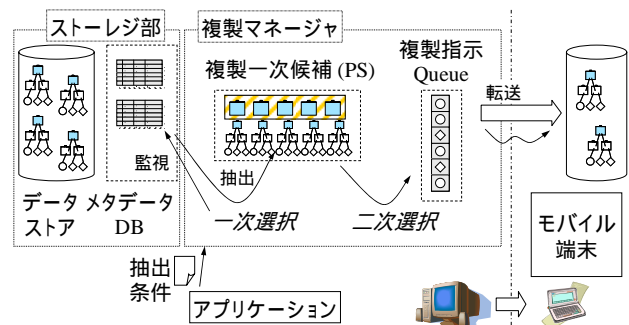 ストーレジ部
複製マネージャ
複製一次候補 (PS)
複製指示
Queue
転送
監視
抽出
データ
ストア
メタデータ
DB
一次選択
二次選択
モバイル
端末
抽出
条件
アプリケーション